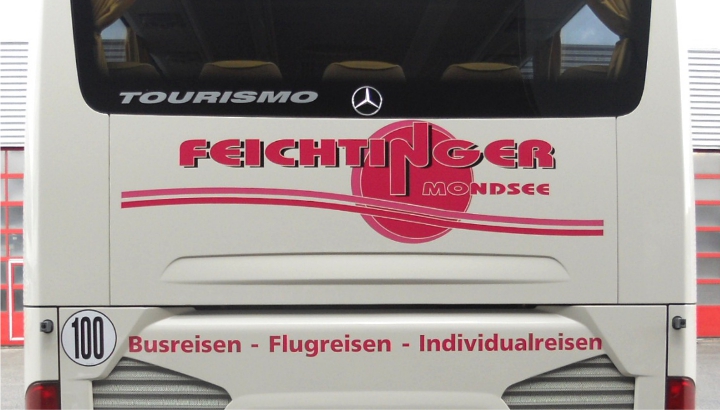 TOURISMO
FEICHTINGER
MONDSEE
100
Busreisen - Flugreisen - Individualreisen